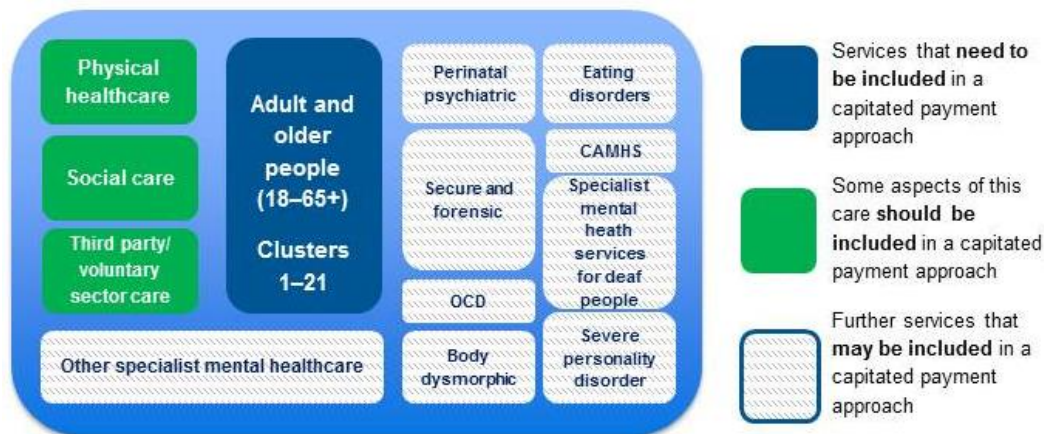 Physical
healthcare
Social care
Third party/
voluntary
sector care
Adult and
older
people
(18–65+)
Clusters
1–21
Perinatal
psychiatric
Eating
disorders
CAMHS
Secure and
forensic
Specialist
mental
heath
services
for deaf
people
OCD
Other specialist mental healthcare
Body
dysmorphic
Severe
personality
disorder
Services that need to
be included in a
capitated payment
approach
Some aspects of this
care should be
included in a capitated
payment approach
Further services that
may be included in a
capitated payment
approach